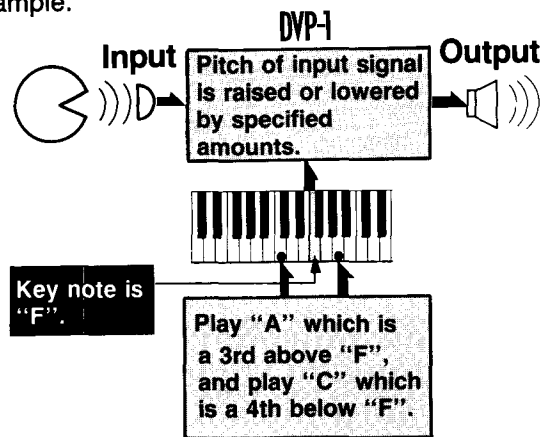 ample.
DVP-1
Input
Output
Pitch of input signal
is raised or lowered
by specified
amounts.
Key note is
“F”.
Play “A” which is
a 3rd above “F”,
and play “C” which
is a 4th below “F”.